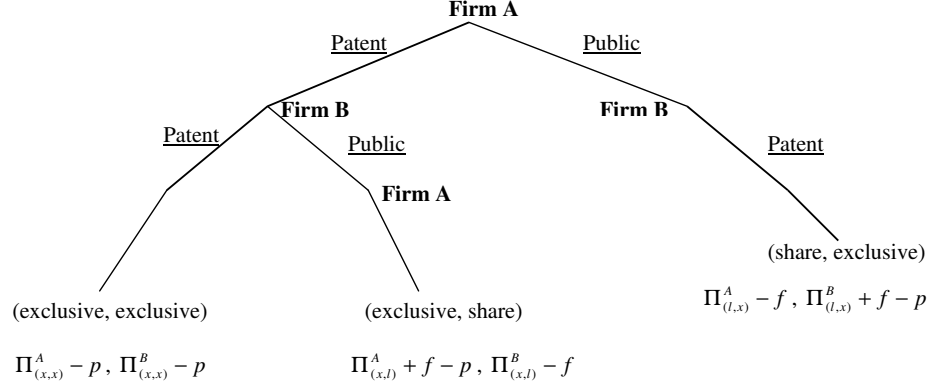 Firm A
Patent
Public
Firm B
Firm B
Patent
Public
Patent
Firm A
(share, exclusive)
(exclusive, exclusive)
(exclusive, share)
Π^A_(l,x) − f , Π^B_(l,x) + f − p
Π^A_(x,x) − p , Π^B_(x,x) − p
Π^A_(x,l) + f − p , Π^B_(x,l) − f